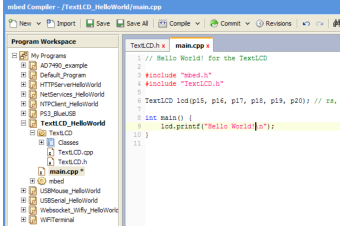 mbed Compiler - /TextLCD_HelloWorld/main.cpp
New Import Save Save All Compile Commit Revisions
Program Workspace
My Programs
AD7490_example
Default_Program
HTTPServerHelloWorld
NetServices_HelloWorld
NTPClient_HelloWorld
PS3_BlueUSB
TextLCD_HelloWorld
TextLCD
Classes
TextLCD.cpp
TextLCD.h
main.cpp *
mbed
USBMouse_HelloWorld
USBSerial_HelloWorld
Websocket_Wifly_HelloWorld
WiFiTerminal
TextLCD.h x main.cpp x
1 // Hello World! for the TextLCD
2
3 #include "mbed.h"
4 #include "TextLCD.h"
5
6 TextLCD lcd(p15, p16, p17, p18, p19, p20); // rs,
7
8 int main() {
9 lcd.printf("Hello World!\n");
10 }
11